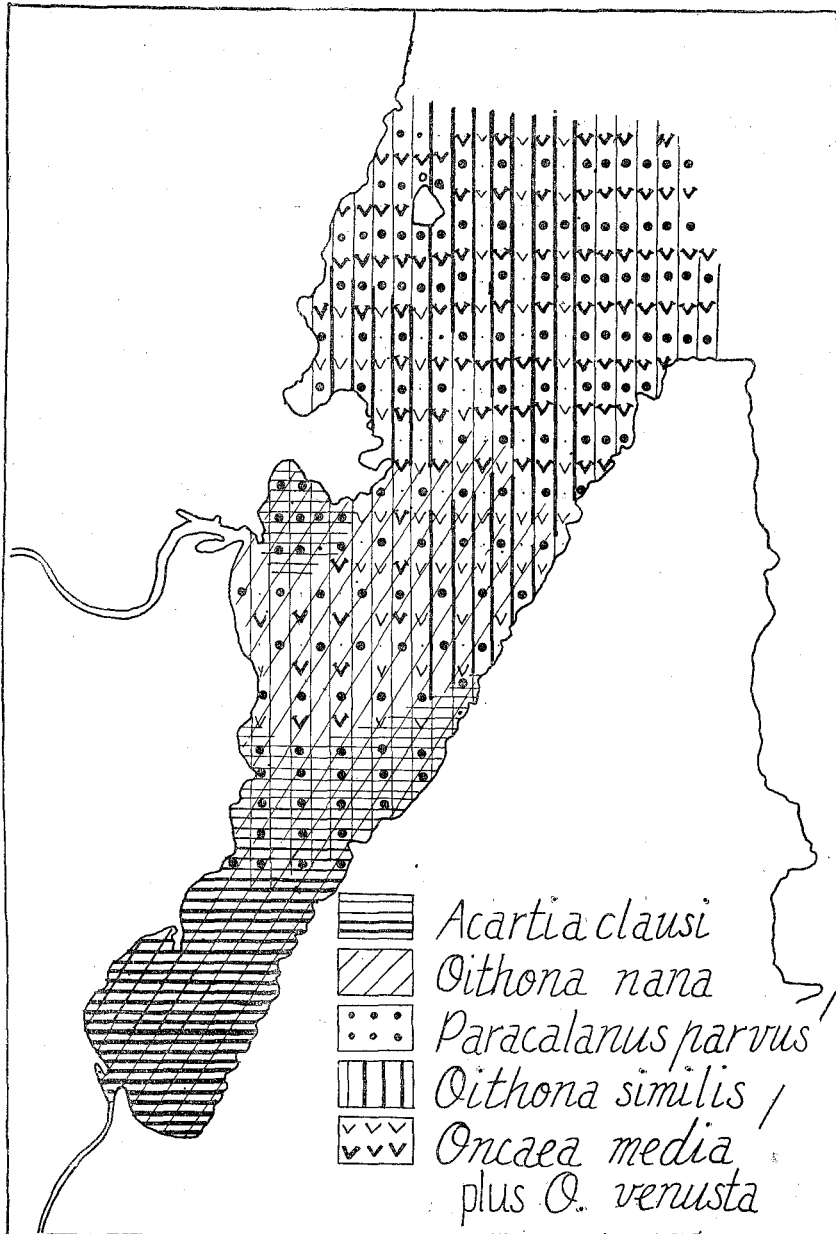 Acartia clausi
Oithona nana
Paracalanus parvus
Oithona similis
Oncaea media
plus O. venusta